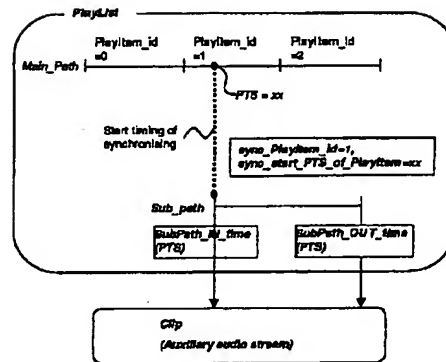 PlayList
PlayItem_id =0
PlayItem_id =1
PlayItem_id =2
Main_Path
PTS = xx
Start timing of
synchronising
sync_PlayItem_id=1,
sync_start_PTS_of_PlayItem=xx
Sub_path
SubPath_IN_time
(PTS)
SubPath_OUT_time
(PTS)
Clip
(Auxiliary audio stream)